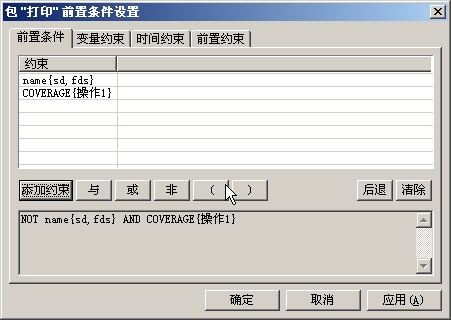 包 "打印" 前置条件设置
前置条件 变量约束 时间约束 前置约束
约束
name{sd,fds}
COVERAGE{操作1}
添加约束 与 或 非 ( ) 后退 清除
NOT name{sd,fds} AND COVERAGE{操作1}
确定 取消 应用(A)